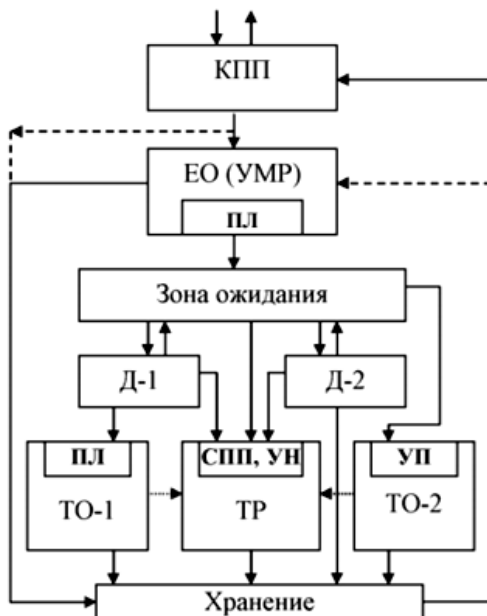 КПП
ЕО (УМР)
ПЛ
Зона ожидания
Д-1
Д-2
ПЛ
СПП, УН
УП
ТО-1
ТР
ТО-2
Хранение